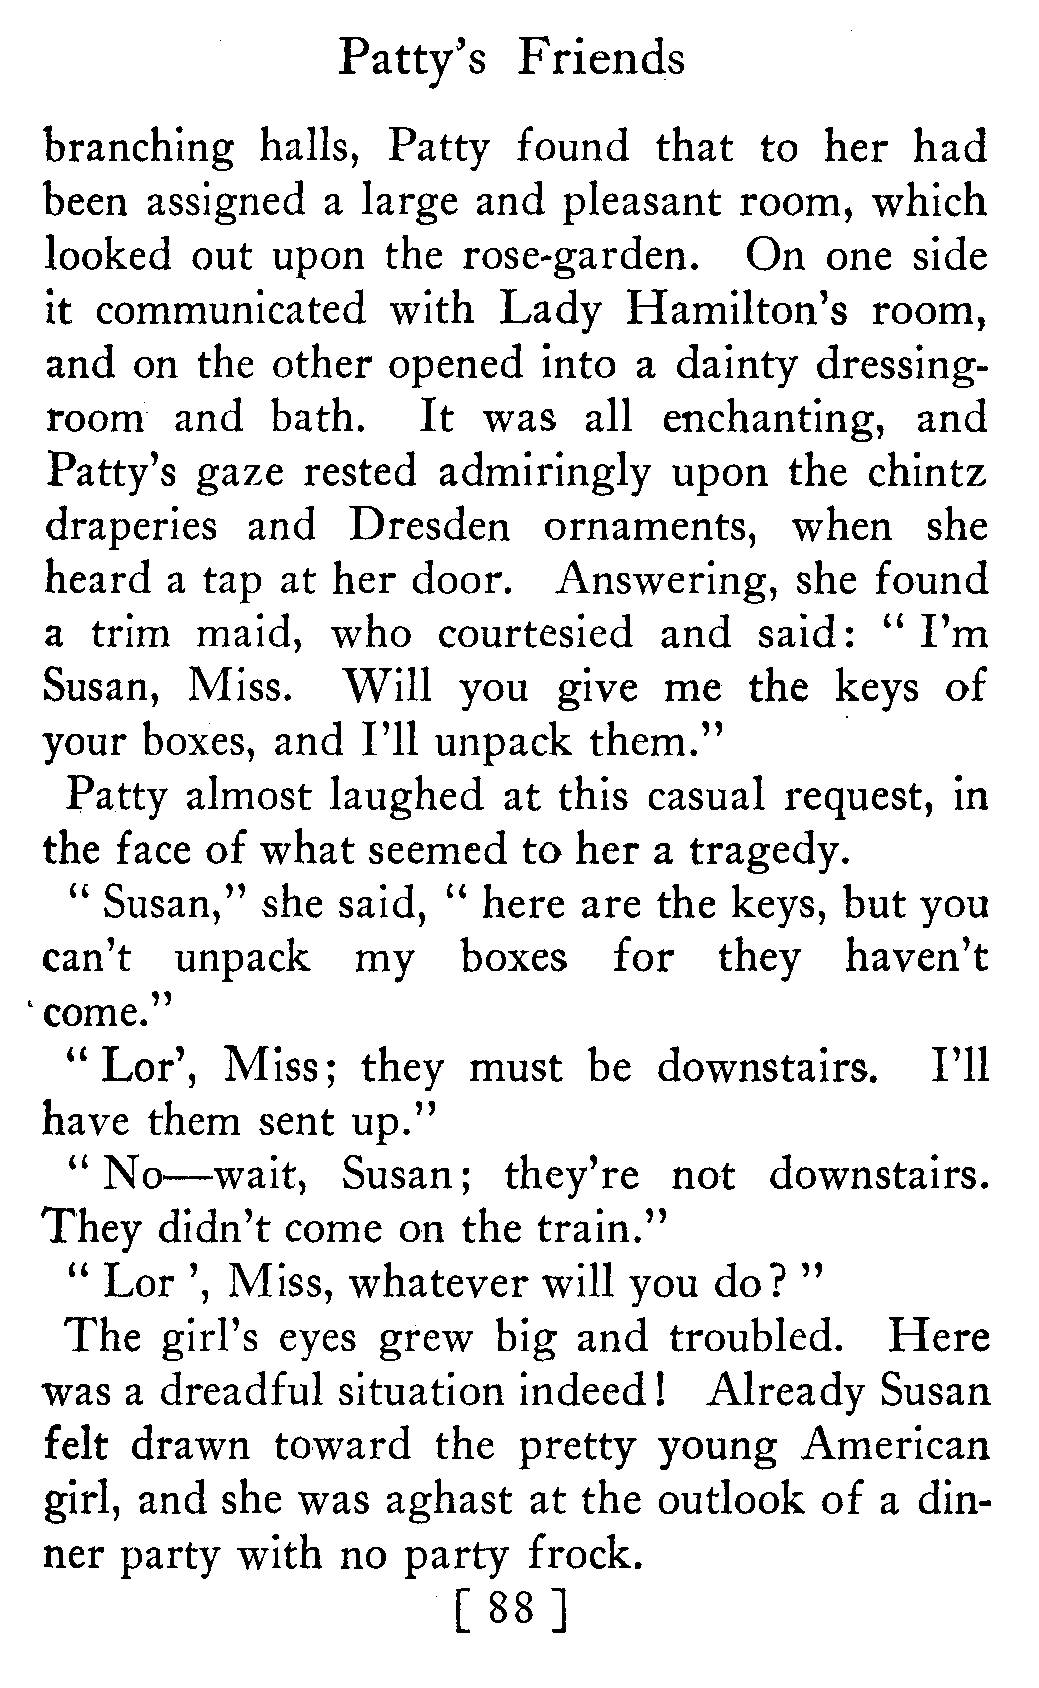 Patty's Friends
branching halls, Patty found that to her had
been assigned a large and pleasant room, which
looked out upon the rose-garden. On one side
it communicated with Lady Hamilton's room,
and on the other opened into a dainty dressing-
room and bath. It was all enchanting, and
Patty's gaze rested admiringly upon the chintz
draperies and Dresden ornaments, when she
heard a tap at her door. Answering, she found
a trim maid, who courtesied and said: " I'm
Susan, Miss. Will you give me the keys of
your boxes, and I'll unpack them."
Patty almost laughed at this casual request, in
the face of what seemed to her a tragedy.
" Susan," she said, " here are the keys, but you
can't unpack my boxes for they haven't
come."
" Lor', Miss; they must be downstairs. I'll
have them sent up."
" No—wait, Susan; they're not downstairs.
They didn't come on the train."
" Lor ', Miss, whatever will you do? "
The girl's eyes grew big and troubled. Here
was a dreadful situation indeed! Already Susan
felt drawn toward the pretty young American
girl, and she was aghast at the outlook of a din-
ner party with no party frock.
[ 88 ]